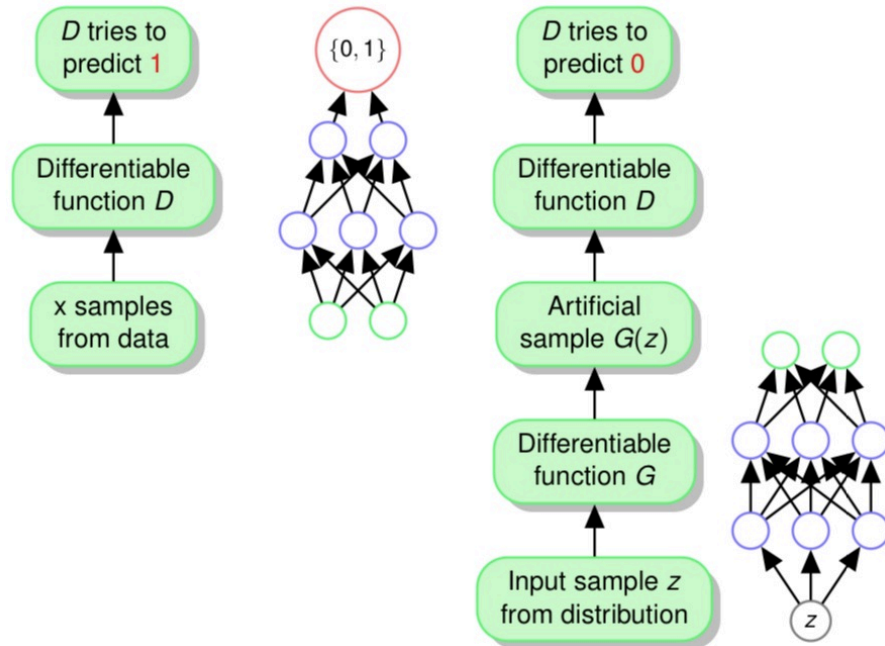 D tries to
predict 1
Differentiable
function D
x samples
from data
{0, 1}
D tries to
predict 0
Differentiable
function D
Artificial
sample G(z)
Differentiable
function G
Input sample z
from distribution
z